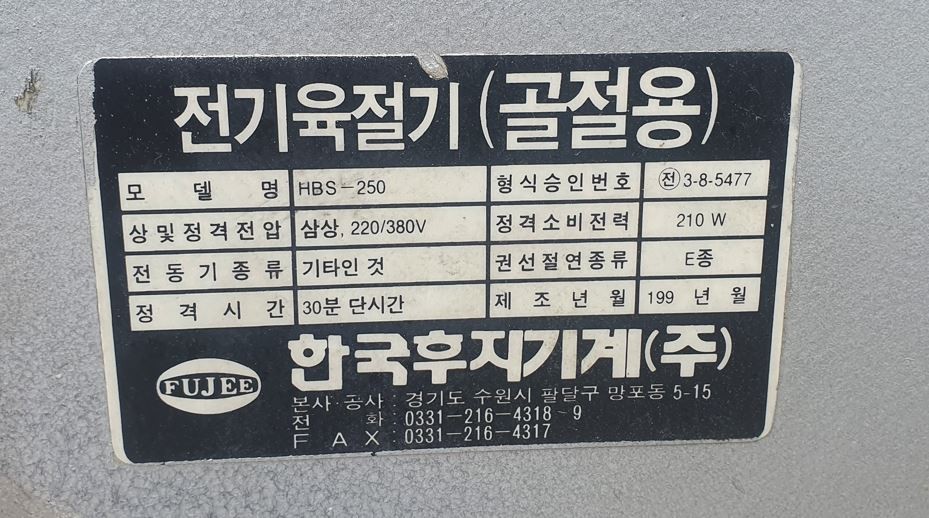 전기육절기(골절용)
모델명 HBS-250 형식승인번호 ㉠3-8-5477
상및정격전압 삼상, 220/380V 정격소비전력 210 W
전동기종류 기타인 것 권선절연종류 E종
정격시간 30분 단시간 제조년월 199 년 월
FUJEE 한국후지기계(주)
본사·공사 : 경기도 수원시 팔달구 망포동 5-15
전화 : 0331-216-4318~9
FAX : 0331-216-4317